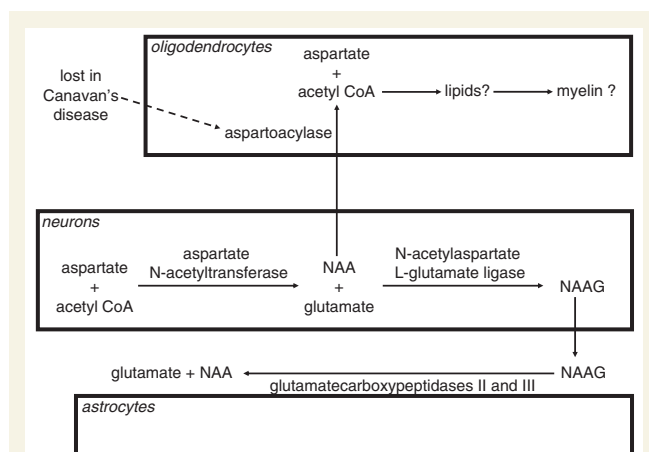 oligodendrocytes
aspartate
+
acetyl CoA
lipids?
myelin ?
lost in
Canavan's
disease
aspartoacylase
neurons
aspartate
+
acetyl CoA
aspartate
N-acetyltransferase
NAA
+
glutamate
N-acetylaspartate
L-glutamate ligase
NAAG
glutamate + NAA
NAAG
glutamatecarboxypeptidases II and III
astrocytes